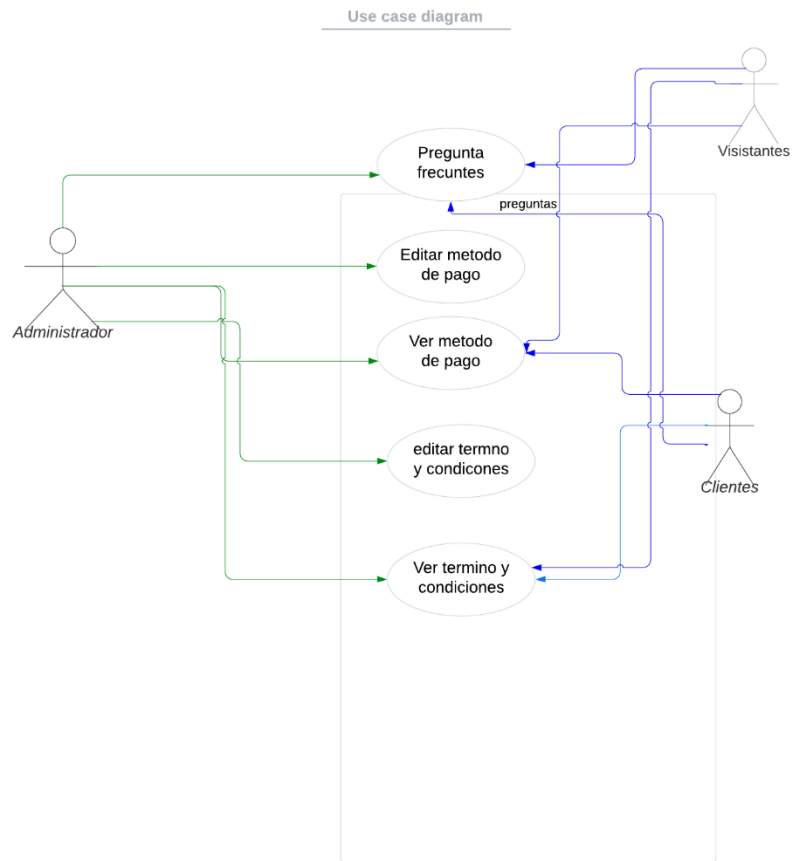 Use case diagram
Visistantes
Pregunta
frecuntes
preguntas
Editar metodo
de pago
Administrador
Ver metodo
de pago
editar termno
y condicones
Clientes
Ver termino y
condiciones